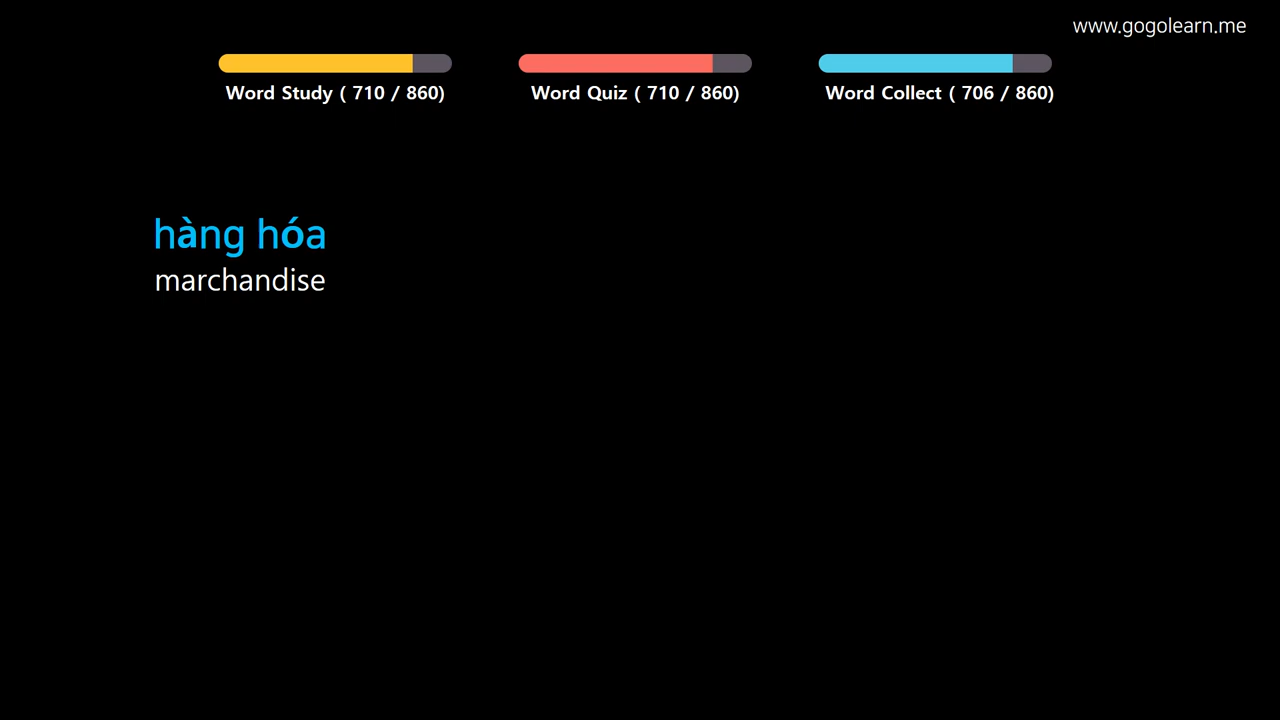 www.gogolearn.me
Word Study ( 710 / 860)
Word Quiz ( 710 / 860)
Word Collect ( 706 / 860)
hàng hóa
marchandise